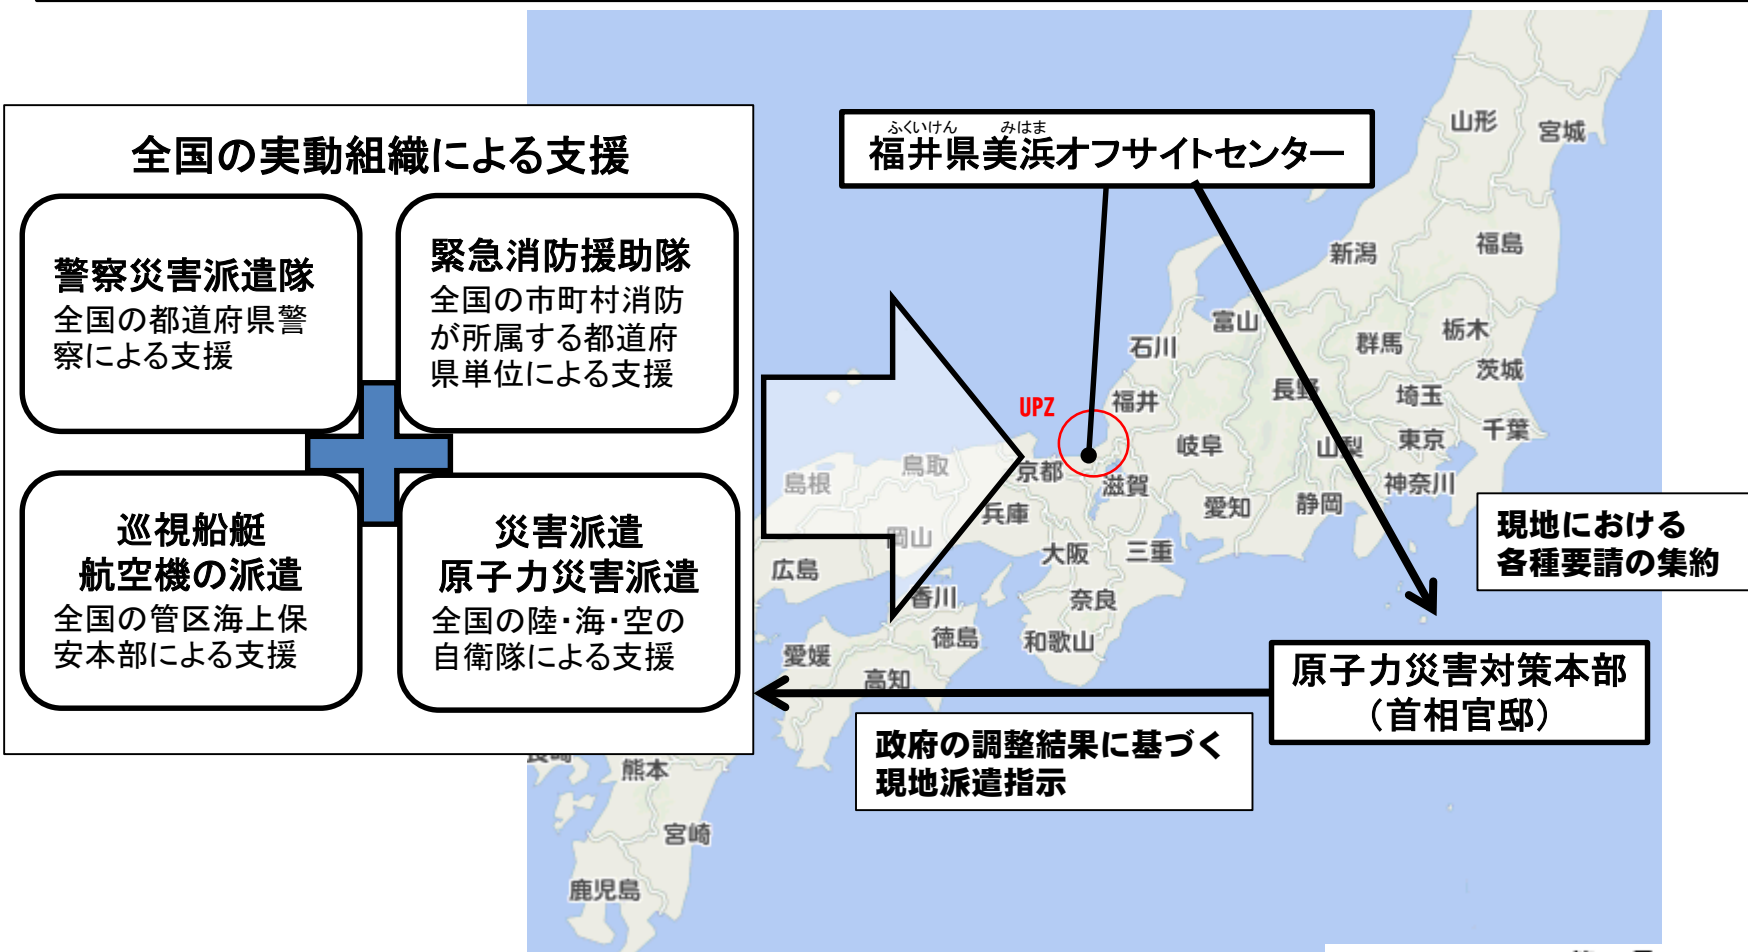 全国の実動組織による支援
警察災害派遣隊
全国の都道府県警
察による支援
緊急消防援助隊
全国の市町村消防
が所属する都道府
県単位による支援
巡視船艇
航空機の派遣
全国の管区海上保
安本部による支援
災害派遣
原子力災害派遣
全国の陸・海・空の
自衛隊による支援
ふくいけん みはま
福井県美浜オフサイトセンター
現地における
各種要請の集約
原子力災害対策本部
(首相官邸)
政府の調整結果に基づく
現地派遣指示
UPZ
山形
宮城
福島
新潟
富山
石川
群馬
栃木
茨城
長野
埼玉
福井
岐阜
山梨
東京
千葉
神奈川
静岡
愛知
滋賀
京都
鳥取
島根
兵庫
岡山
大阪
三重
広島
香川
奈良
徳島
和歌山
愛媛
高知
熊本
宮崎
鹿児島